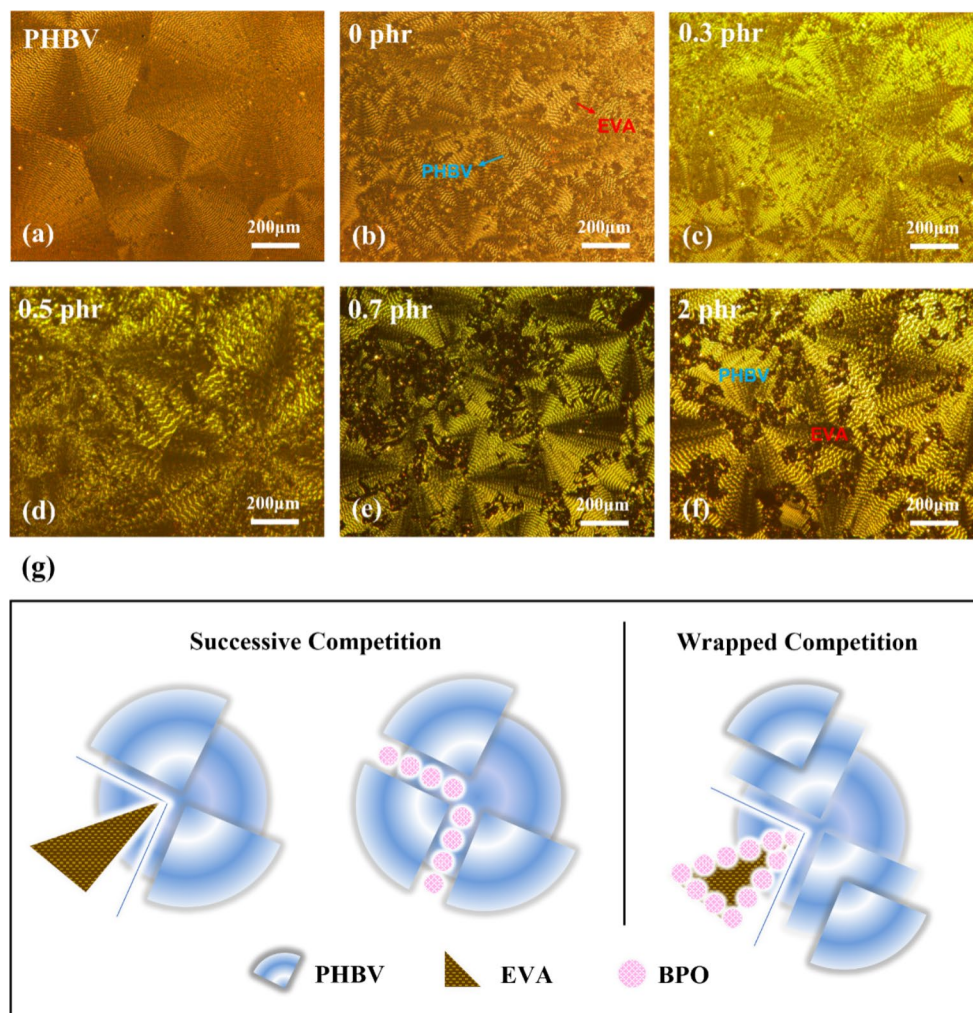 PHBV
0 phr
0.3 phr
EVA
PHBV
(a)
200μm
(b)
200μm
(c)
200μm
0.5 phr
0.7 phr
2 phr
PHBV
EVA
(d)
200μm
(e)
200μm
(f)
200μm
(g)
Successive Competition
Wrapped Competition
PHBV
EVA
BPO